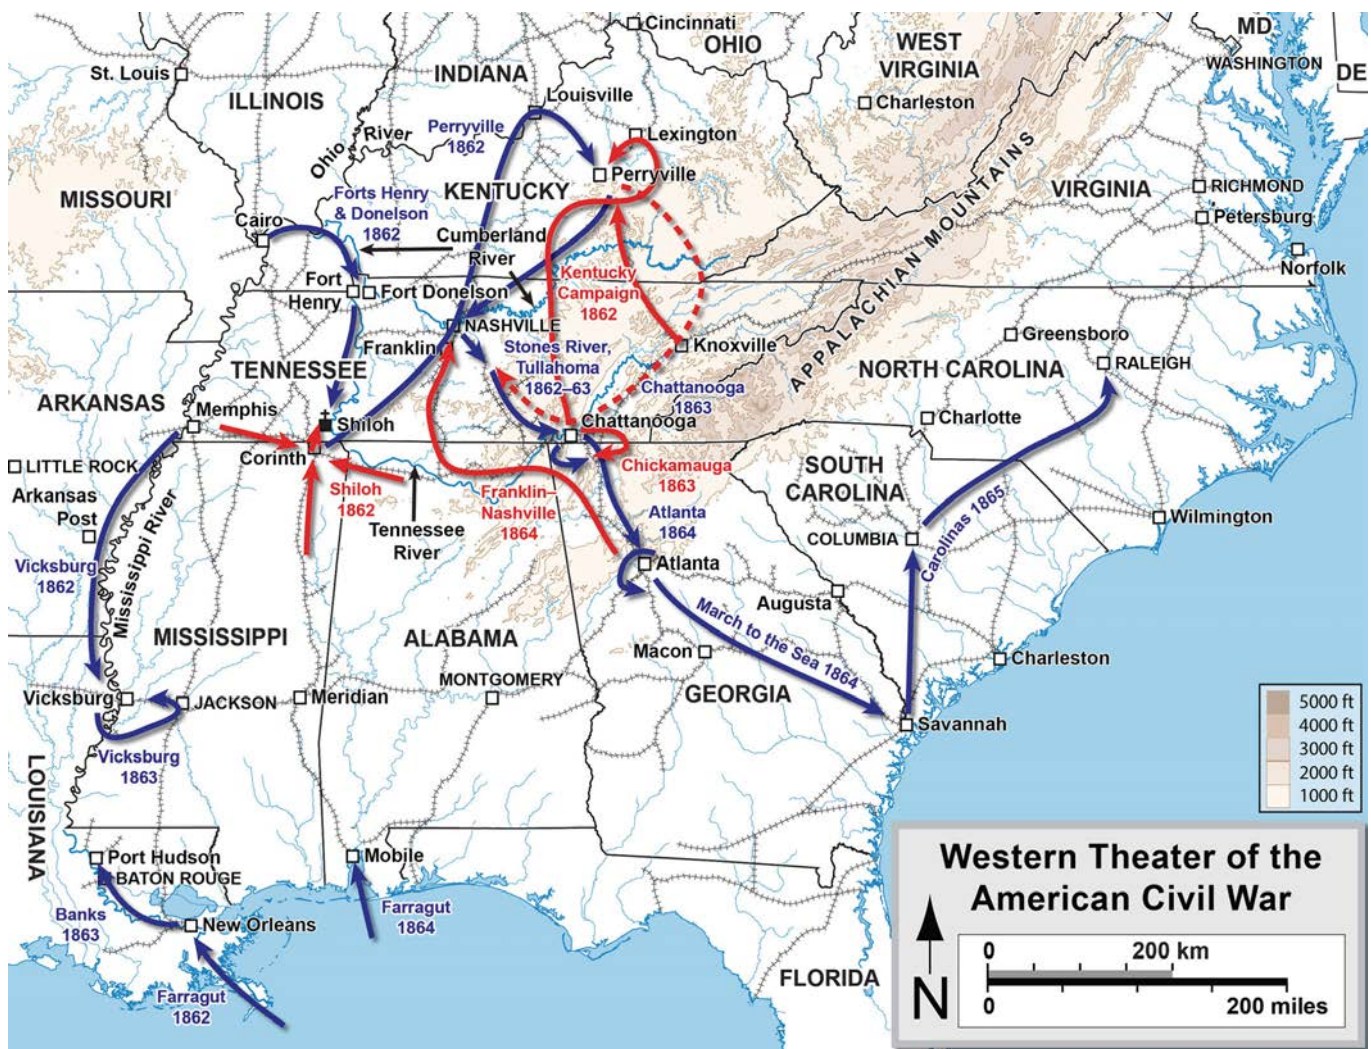 Cincinnati
OHIO
WEST
VIRGINIA
MD
WASHINGTON
DE
St. Louis
INDIANA
ILLINOIS
Louisville
Charleston
Ohio River
Perryville
1862
Lexington
Perryville
MISSOURI
KENTUCKY
VIRGINIA
RICHMOND
Petersburg
Forts Henry
& Donelson
1862
Cairo
Cumberland
River
Norfolk
Fort
Henry
Fort Donelson
Kentucky
Campaign
1862
APPALACHIAN MOUNTAINS
NASHVILLE
Franklin
Stones River,
Tullahoma
1862–63
Knoxville
Greensboro
RALEIGH
TENNESSEE
NORTH CAROLINA
Chattanooga
1863
ARKANSAS
Memphis
Shiloh
Chattanooga
Charlotte
Corinth
LITTLE ROCK
Arkansas
Post
Shiloh
1862
Tennessee
River
Franklin–
Nashville
1864
Chickamauga
1863
SOUTH
CAROLINA
Atlanta
1864
COLUMBIA
Carolinas 1865
Wilmington
Vicksburg
1862
Mississippi River
Atlanta
Augusta
MISSISSIPPI
ALABAMA
March to the Sea 1864
Macon
Charleston
GEORGIA
Vicksburg
JACKSON
Meridian
MONTGOMERY
Savannah
Vicksburg
1863
LOUISIANA
5000 ft
4000 ft
3000 ft
2000 ft
1000 ft
Port Hudson
BATON ROUGE
Mobile
Banks
1863
New Orleans
Farragut
1864
Farragut
1862
FLORIDA
Western Theater of the
American Civil War
N
0 200 km
0 200 miles